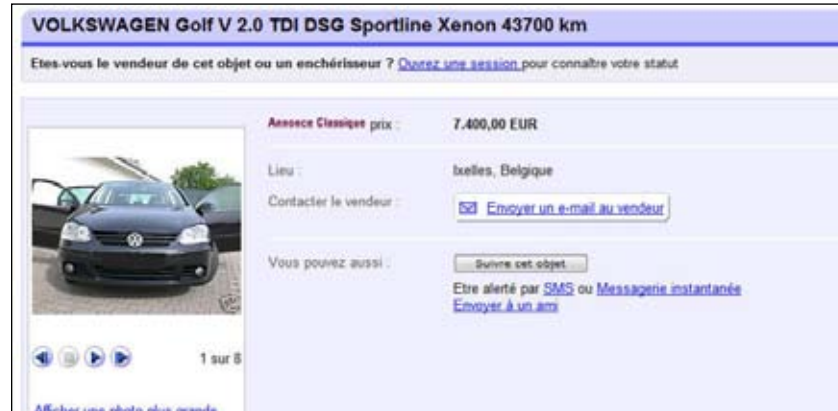 VOLKSWAGEN Golf V 2.0 TDI DSG Sportline Xenon 43700 km
Etes-vous le vendeur de cet objet ou un enchérisseur ? Ouvrez une session pour connaître votre statut
Annonce Classique prix : 7.400,00 EUR
Lieu : Ixelles, Belgique
Contacter le vendeur : Envoyer un e-mail au vendeur
Vous pouvez aussi : Suivre cet objet
Etre alerté par SMS ou Messagerie instantanée
Envoyer à un ami
1 sur 8
Afficher une photo plus grande